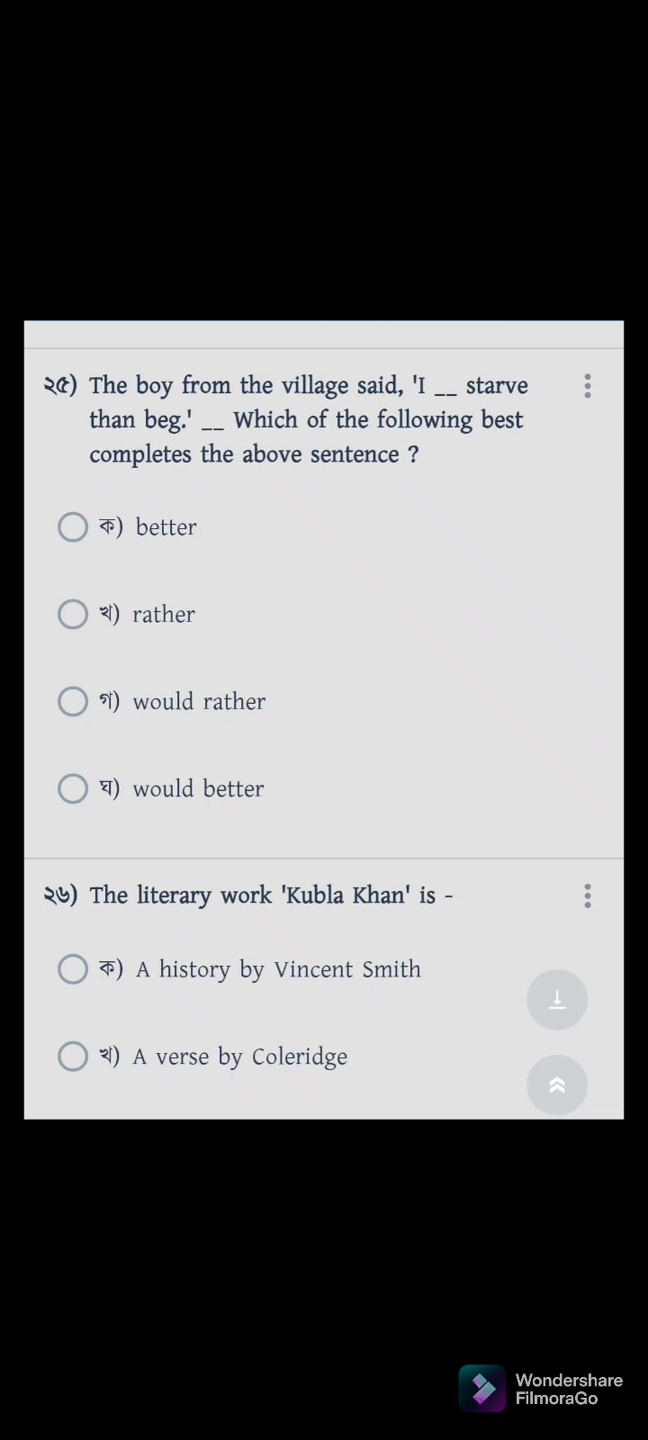 ২৫) The boy from the village said, 'I __ starve
than beg.' __ Which of the following best
completes the above sentence ?
ক) better
খ) rather
গ) would rather
ঘ) would better
২৬) The literary work 'Kubla Khan' is -
ক) A history by Vincent Smith
খ) A verse by Coleridge
Wondershare
FilmoraGo